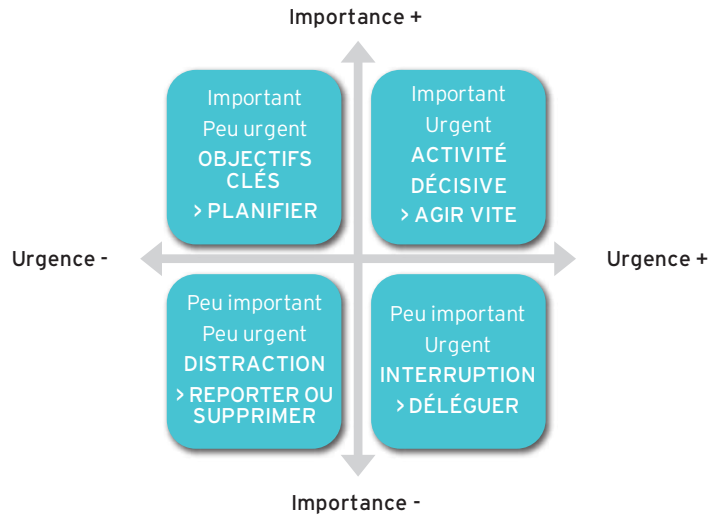 Importance +
Important
Peu urgent
OBJECTIFS
CLÉS
> PLANIFIER
Important
Urgent
ACTIVITÉ
DÉCISIVE
> AGIR VITE
Urgence -
Urgence +
Peu important
Peu urgent
DISTRACTION
> REPORTER OU
SUPPRIMER
Peu important
Urgent
INTERRUPTION
> DÉLÉGUER
Importance -